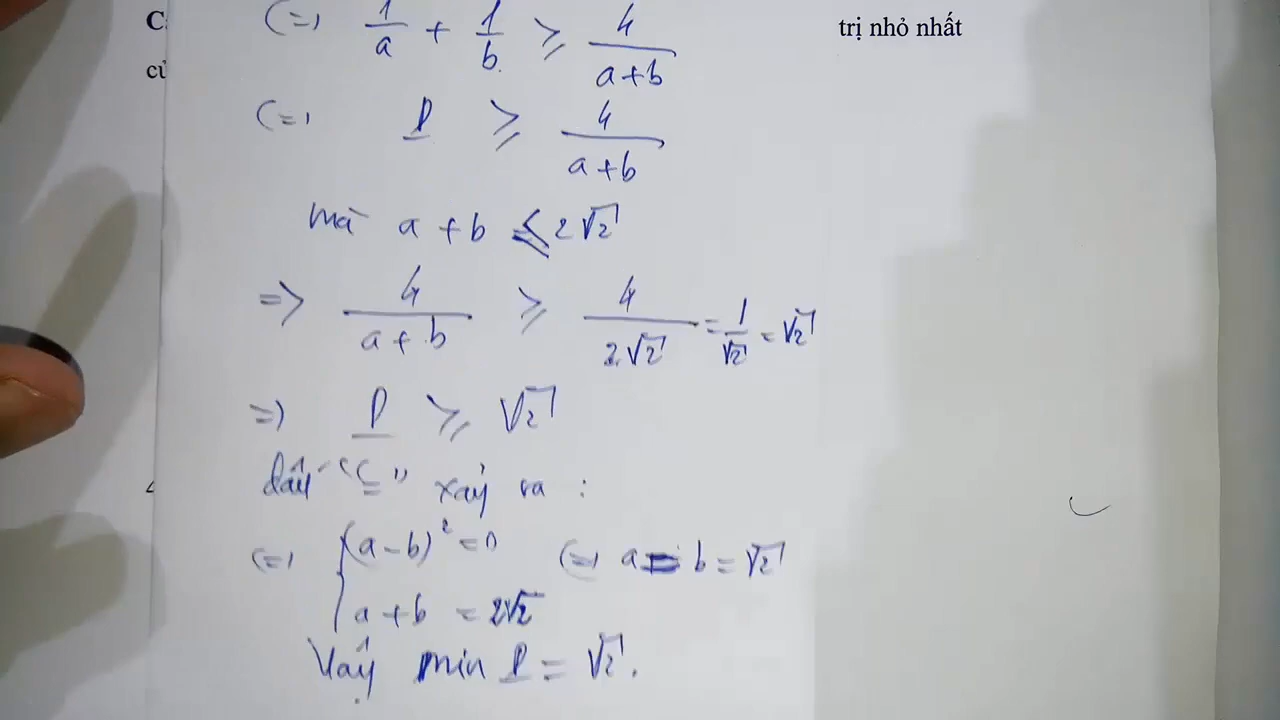 C
trị nhỏ nhất
củ
(=) 1/a + 1/b ≥ 4/(a+b)
(=) P ≥ 4/(a+b)
mà a + b ≤ 2√2
=> 4/(a+b) ≥ 4/(2√2) = 1/√2 = √2
=) P ≥ √2
dấu "=" xảy ra :
(=) { (a-b)² = 0 (=) a = b = √2
a + b = 2√2
Vậy min P = √2.